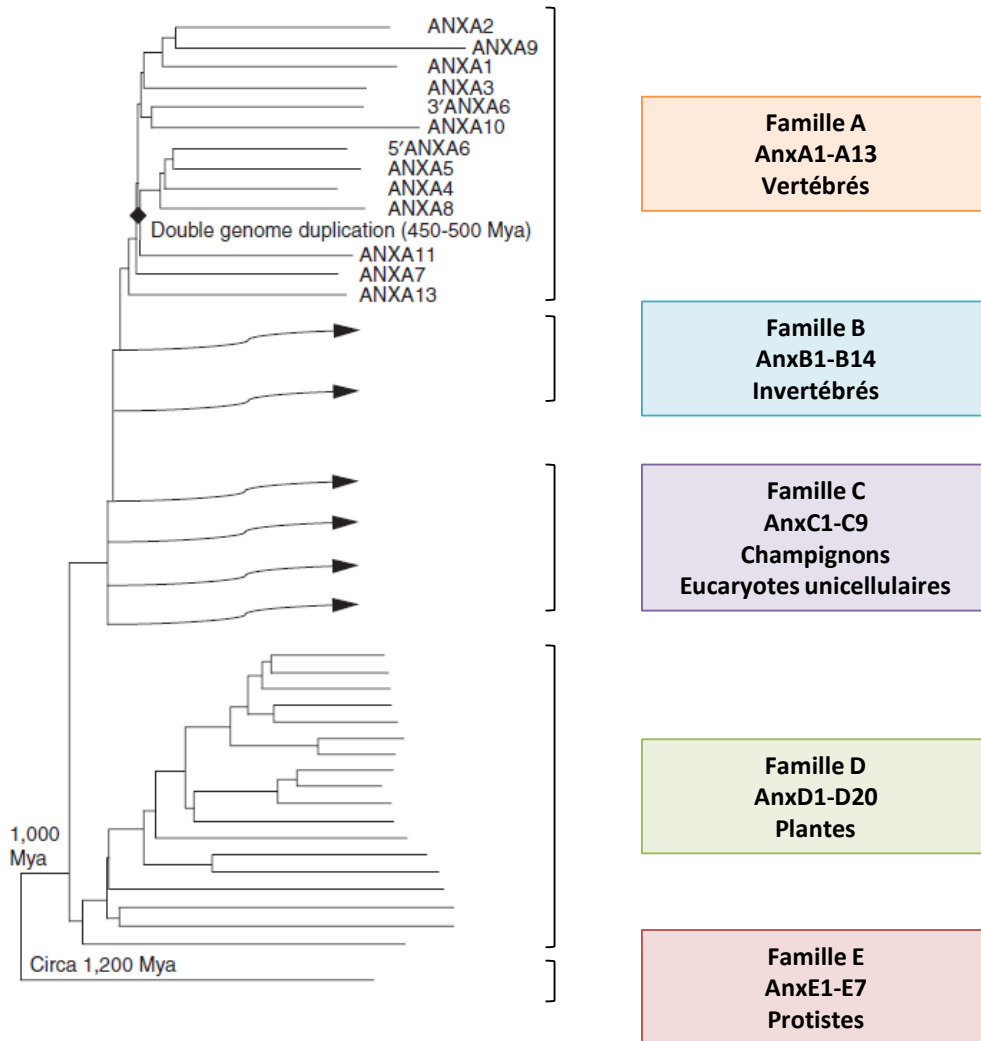 ANXA2
ANXA9
ANXA1
ANXA3
3′ANXA6
ANXA10
5′ANXA6
ANXA5
ANXA4
ANXA8
Double genome duplication (450-500 Mya)
ANXA11
ANXA7
ANXA13
1,000
Mya
Circa 1,200 Mya
Famille A
AnxA1-A13
Vertébrés
Famille B
AnxB1-B14
Invertébrés
Famille C
AnxC1-C9
Champignons
Eucaryotes unicellulaires
Famille D
AnxD1-D20
Plantes
Famille E
AnxE1-E7
Protistes